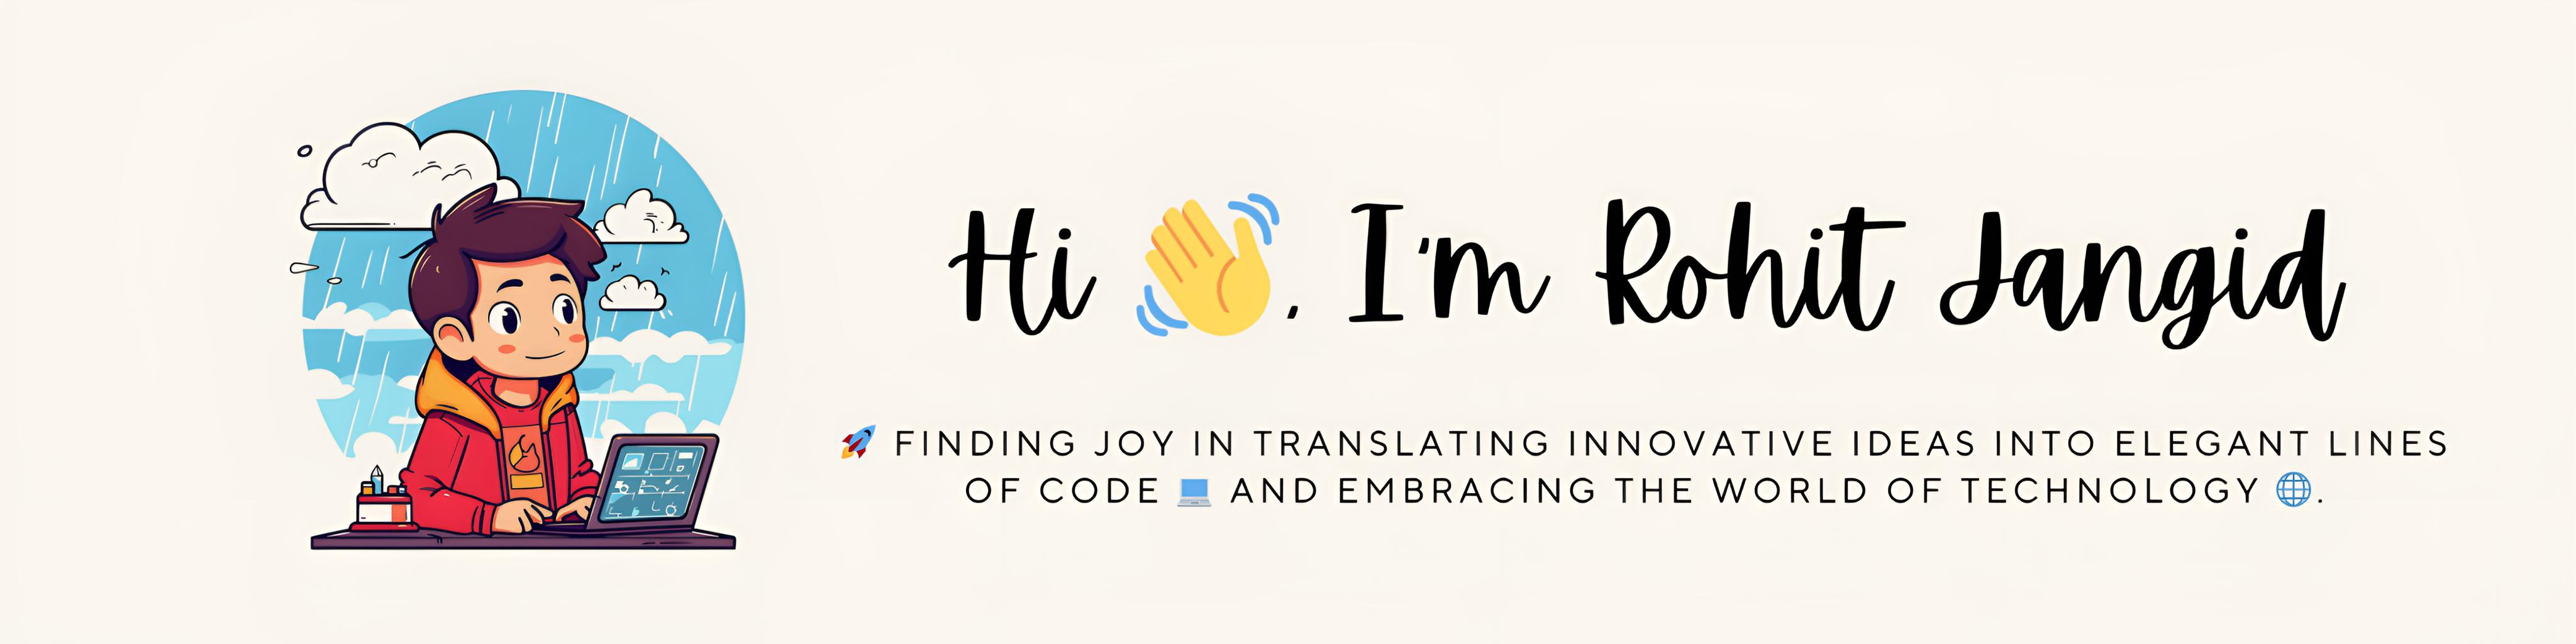 Hi 👋, I'm Rohit Jangid
🚀 FINDING JOY IN TRANSLATING INNOVATIVE IDEAS INTO ELEGANT LINES
OF CODE 💻 AND EMBRACING THE WORLD OF TECHNOLOGY 🌐.